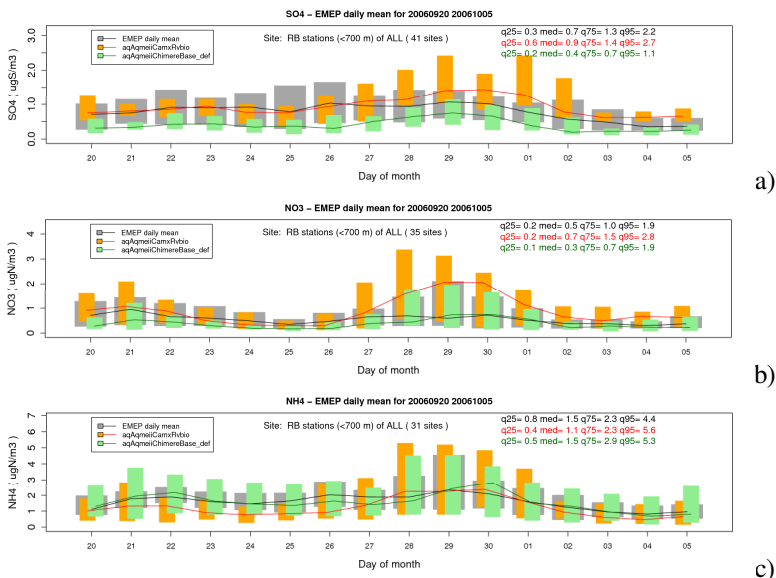 SO4 − EMEP daily mean for 20060920 20061005
EMEP daily mean
aqAqmeiiCamxRvbio
aqAqmeiiChimereBase_def
Site: RB stations (<700 m) of ALL ( 41 sites)
q25= 0.3 med= 0.7 q75= 1.3 q95= 2.2
q25= 0.6 med= 0.9 q75= 1.4 q95= 2.7
q25= 0.2 med= 0.4 q75= 0.7 q95= 1.1
SO4 ; ugS/m3 )
3.0
2.0
1.0
0.0
20 21 22 23 24 25 26 27 28 29 30 01 02 03 04 05
Day of month
a)
NO3 − EMEP daily mean for 20060920 20061005
EMEP daily mean
aqAqmeiiCamxRvbio
aqAqmeiiChimereBase_def
Site: RB stations (<700 m) of ALL ( 35 sites)
q25= 0.2 med= 0.5 q75= 1.0 q95= 1.9
q25= 0.2 med= 0.7 q75= 1.5 q95= 2.8
q25= 0.1 med= 0.3 q75= 0.7 q95= 1.9
NO3 ; ugN/m3 )
4
3
2
1
0
20 21 22 23 24 25 26 27 28 29 30 01 02 03 04 05
Day of month
b)
NH4 − EMEP daily mean for 20060920 20061005
EMEP daily mean
aqAqmeiiCamxRvbio
aqAqmeiiChimereBase_def
Site: RB stations (<700 m) of ALL ( 31 sites)
q25= 0.8 med= 1.5 q75= 2.3 q95= 4.4
q25= 0.4 med= 1.1 q75= 2.3 q95= 5.6
q25= 0.5 med= 1.5 q75= 2.9 q95= 5.3
NH4 ; ugN/m3 )
7
6
5
4
3
2
1
0
20 21 22 23 24 25 26 27 28 29 30 01 02 03 04 05
Day of month
c)